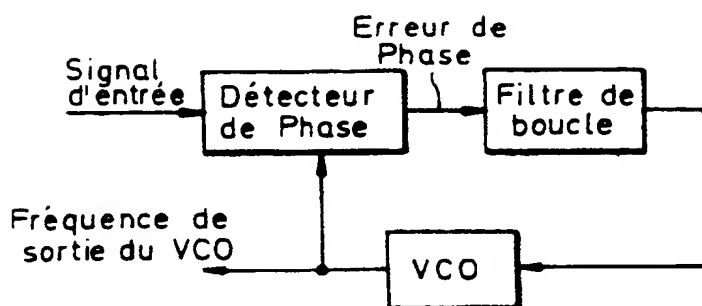 Erreur de
Phase
Signal
d'entrée
Détecteur
de Phase
Filtre de
boucle
Fréquence de
sortie du VCO
VCO